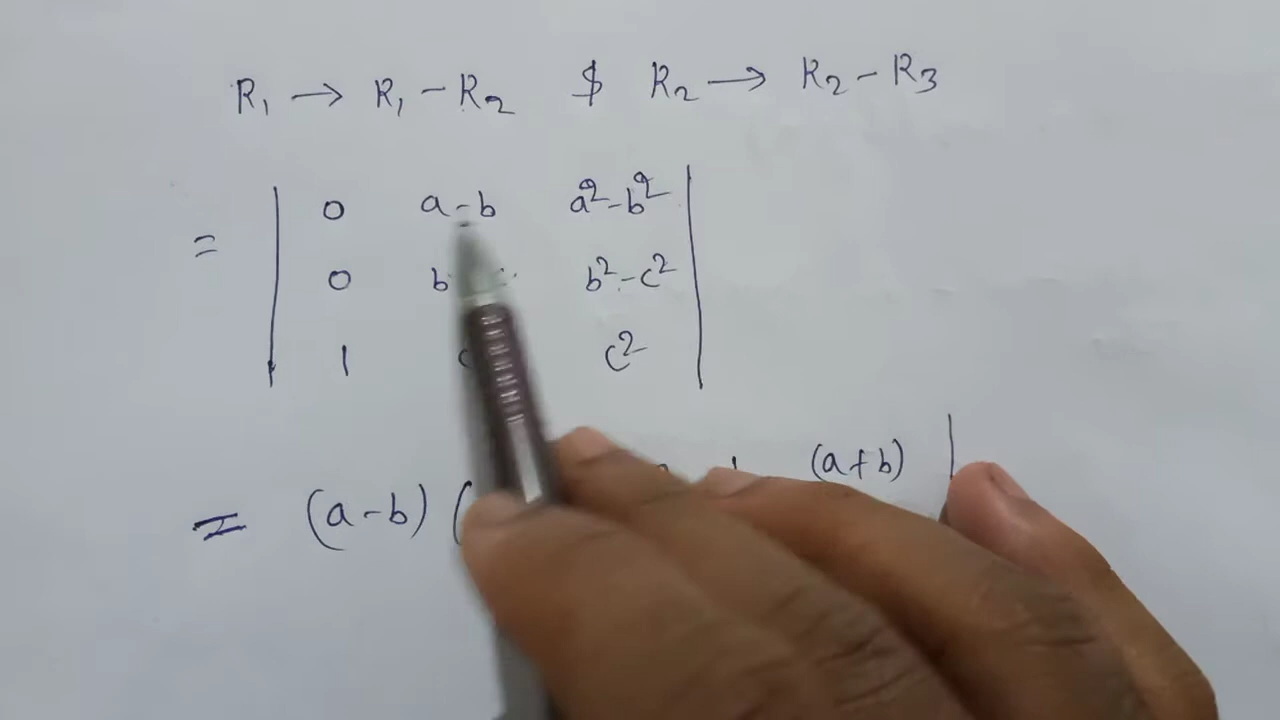 R₁ → R₁ - R₂ $ R₂ → R₂ - R₃
= | 0 a-b a²-b² |
0 b b²-c²
1 c²
= (a-b) ( (a+b) |